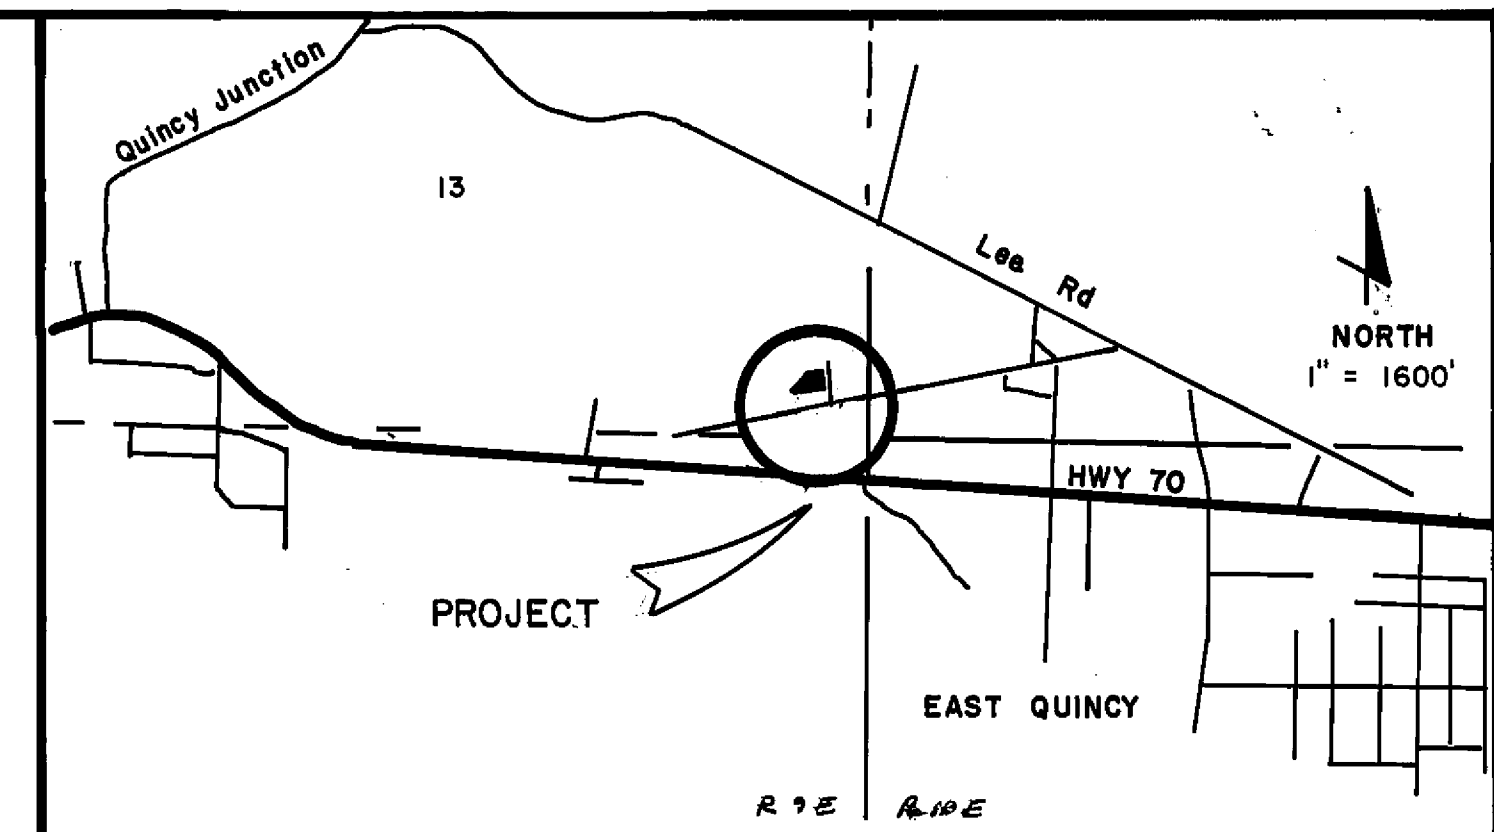 Quincy Junction
13
Lee Rd
NORTH
1" = 1600'
HWY 70
PROJECT
EAST QUINCY
R 9 E
R 10 E